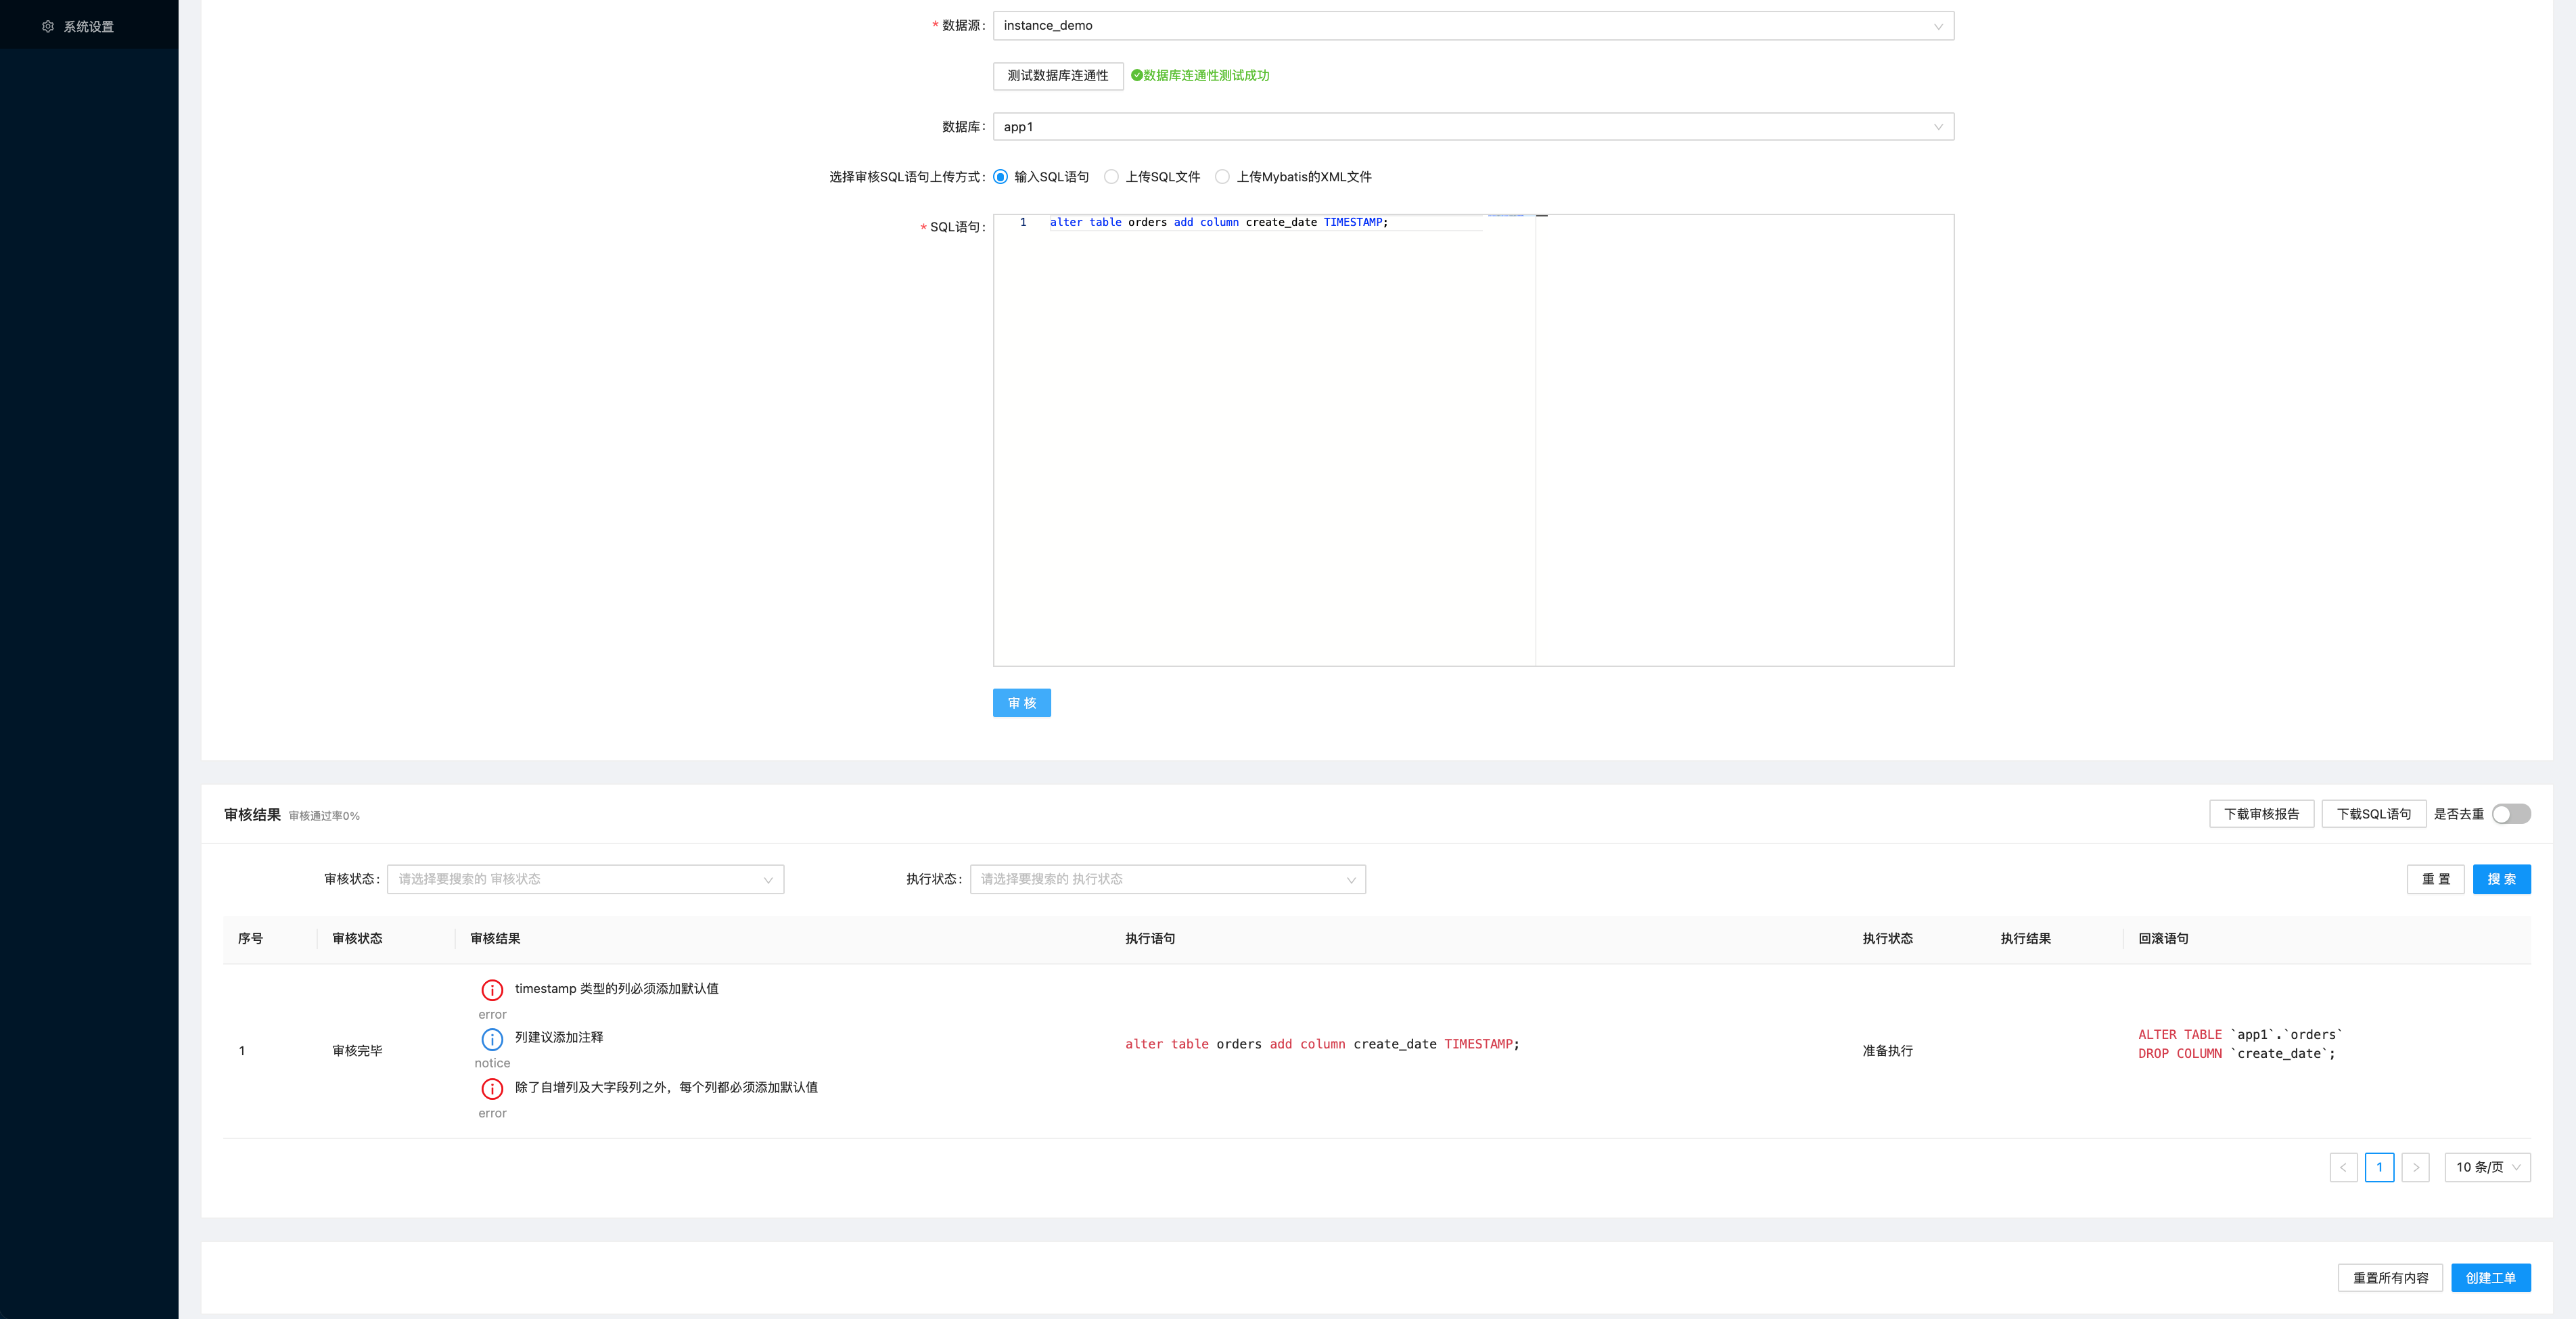 系统设置
* 数据源: instance_demo
测试数据库连通性 数据库连通性测试成功
数据库: app1
选择审核SQL语句上传方式: 输入SQL语句 上传SQL文件 上传Mybatis的XML文件
* SQL语句: 1 alter table orders add column create_date TIMESTAMP;
审 核
审核结果 审核通过率0% 下载审核报告 下载SQL语句 是否去重
审核状态: 请选择要搜索的 审核状态 执行状态: 请选择要搜索的 执行状态 重 置 搜 索
序号 审核状态 审核结果 执行语句 执行状态 执行结果 回滚语句
timestamp 类型的列必须添加默认值
error
列建议添加注释
notice
除了自增列及大字段列之外，每个列都必须添加默认值
error
1 审核完毕 alter table orders add column create_date TIMESTAMP; 准备执行
ALTER TABLE `app1`.`orders`
DROP COLUMN `create_date`;
1 10 条/页
重置所有内容 创建工单